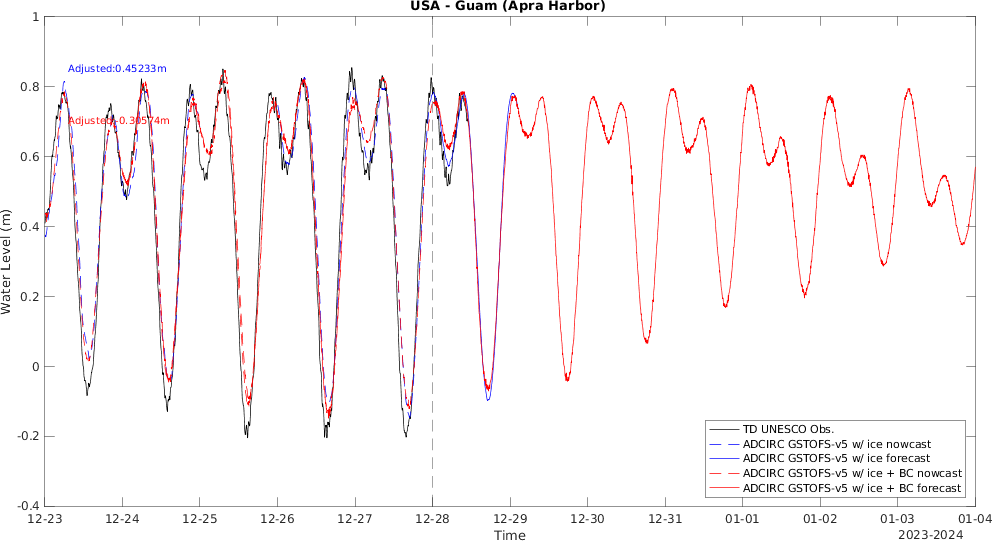 USA - Guam (Apra Harbor)
1
Adjusted:0.45233m
0.8
Adjusted:-0.30574m
0.6
Water Level (m)
0.4
0.2
0
-0.2
-0.4
TD UNESCO Obs.
ADCIRC GSTOFS-v5 w/ ice nowcast
ADCIRC GSTOFS-v5 w/ ice forecast
ADCIRC GSTOFS-v5 w/ ice + BC nowcast
ADCIRC GSTOFS-v5 w/ ice + BC forecast
12-23 12-24 12-25 12-26 12-27 12-28 12-29 12-30 12-31 01-01 01-02 01-03 01-04
Time
2023-2024